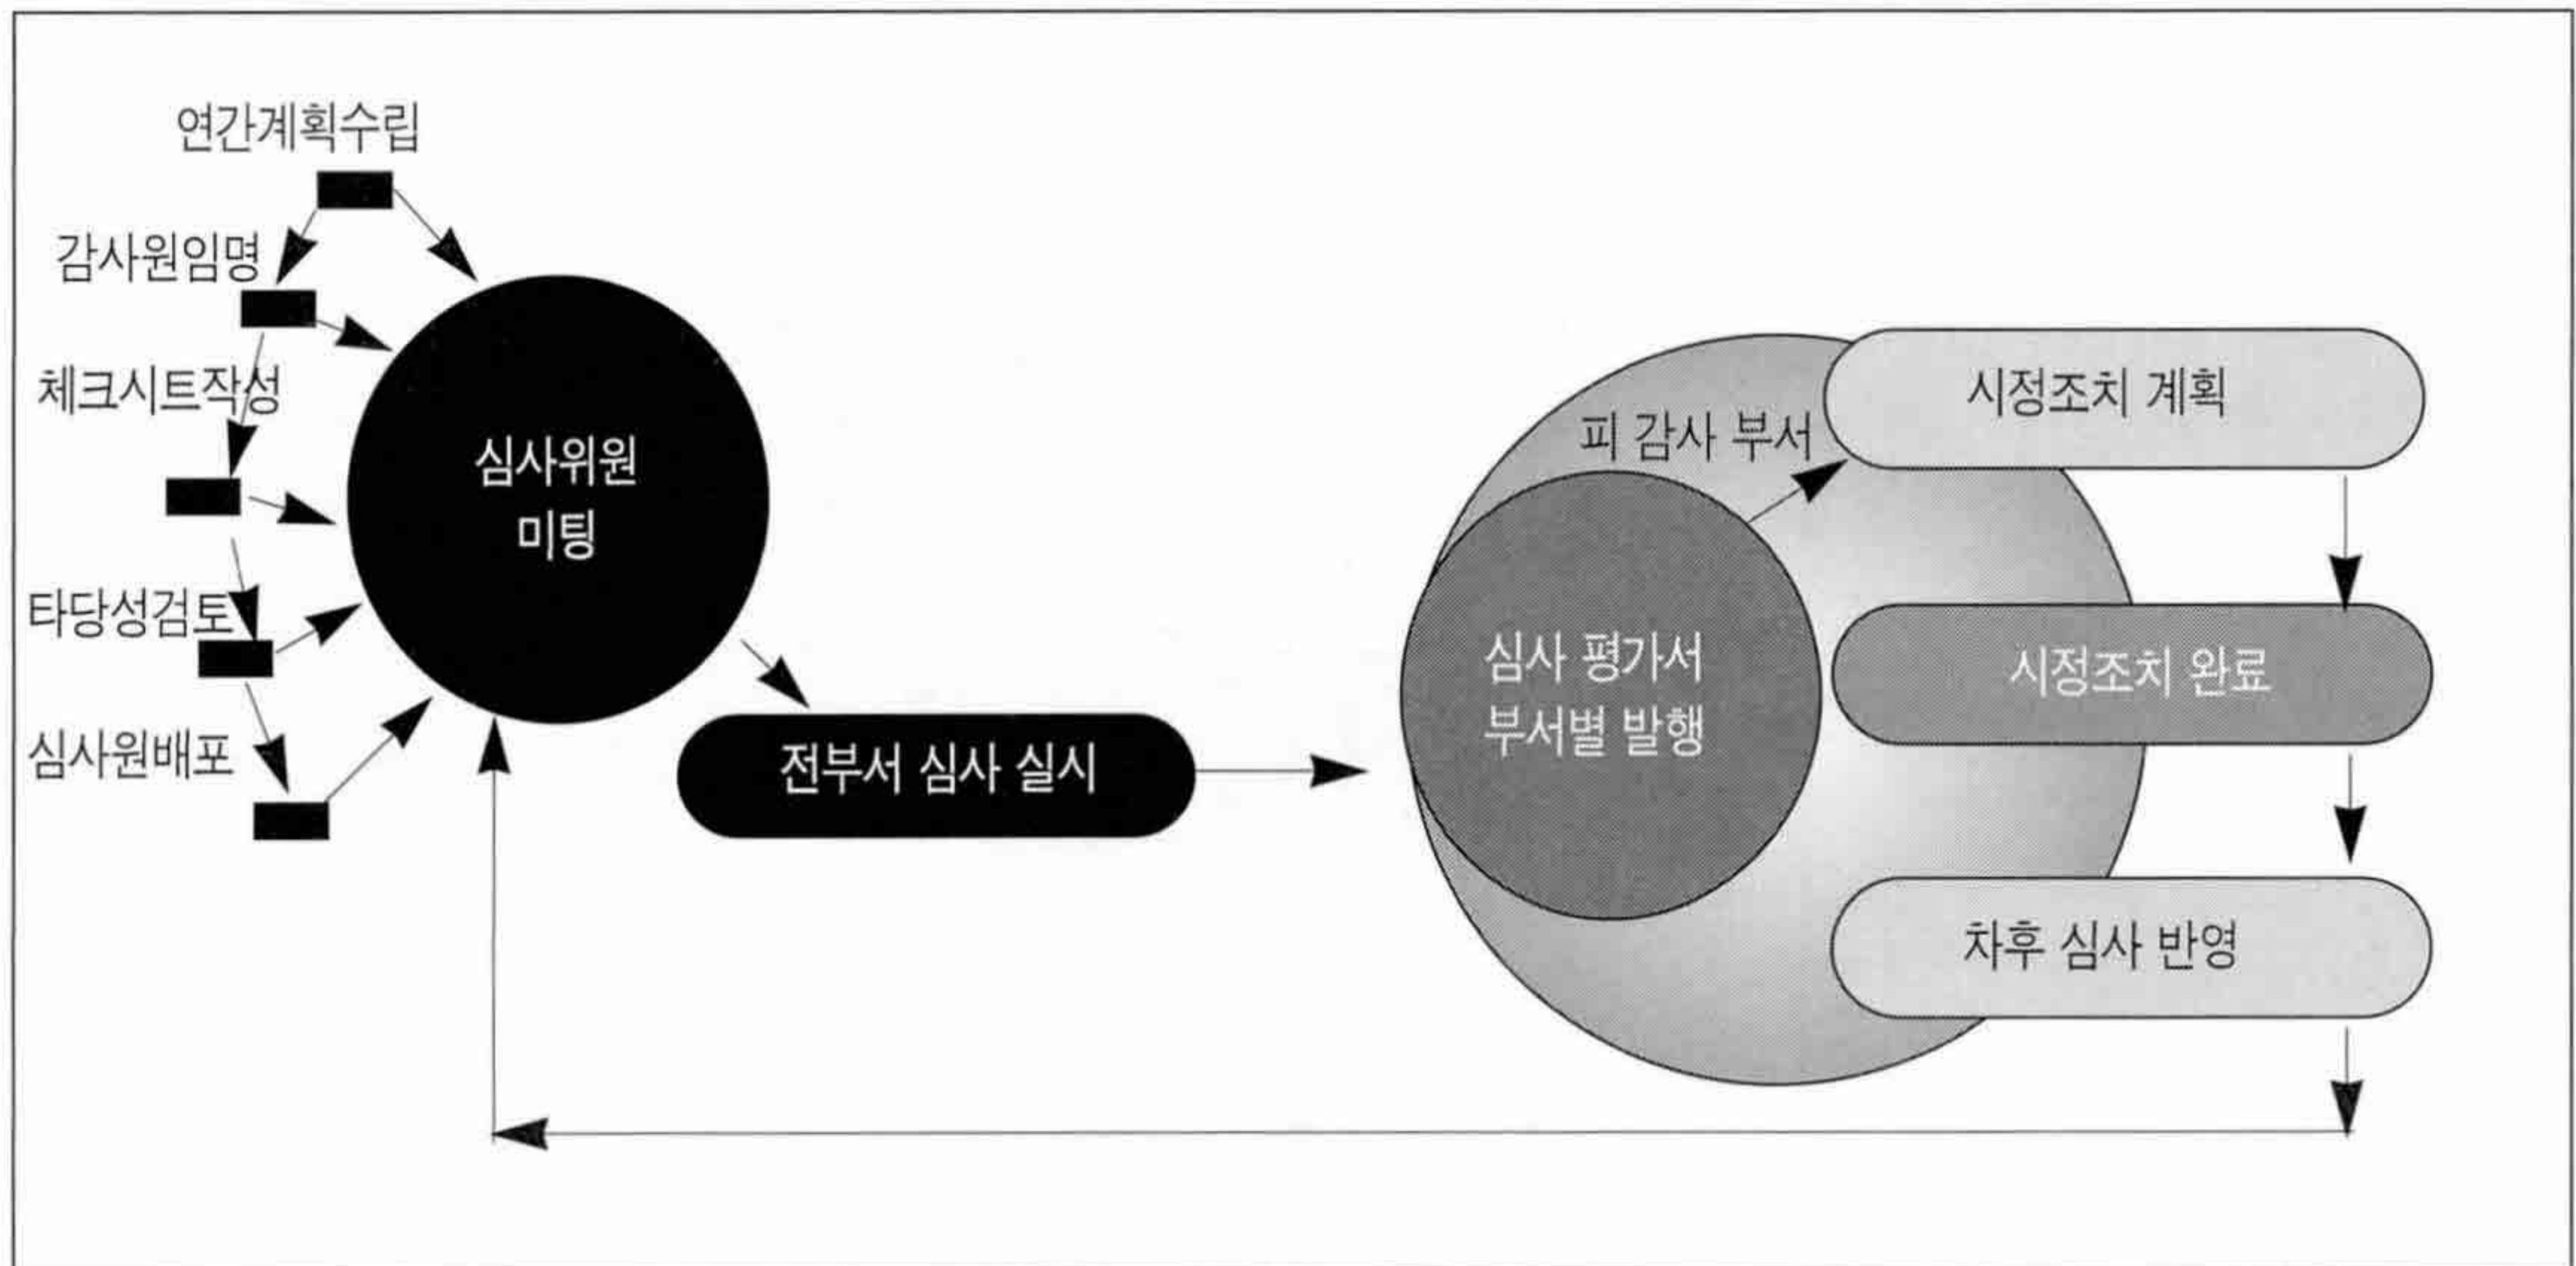 연간계획수립
감사원임명
체크시트작성
타당성검토
심사원배포
심사위원
미팅
전부서 심사 실시
피 감사 부서
심사 평가서
부서별 발행
시정조치 계획
시정조치 완료
차후 심사 반영